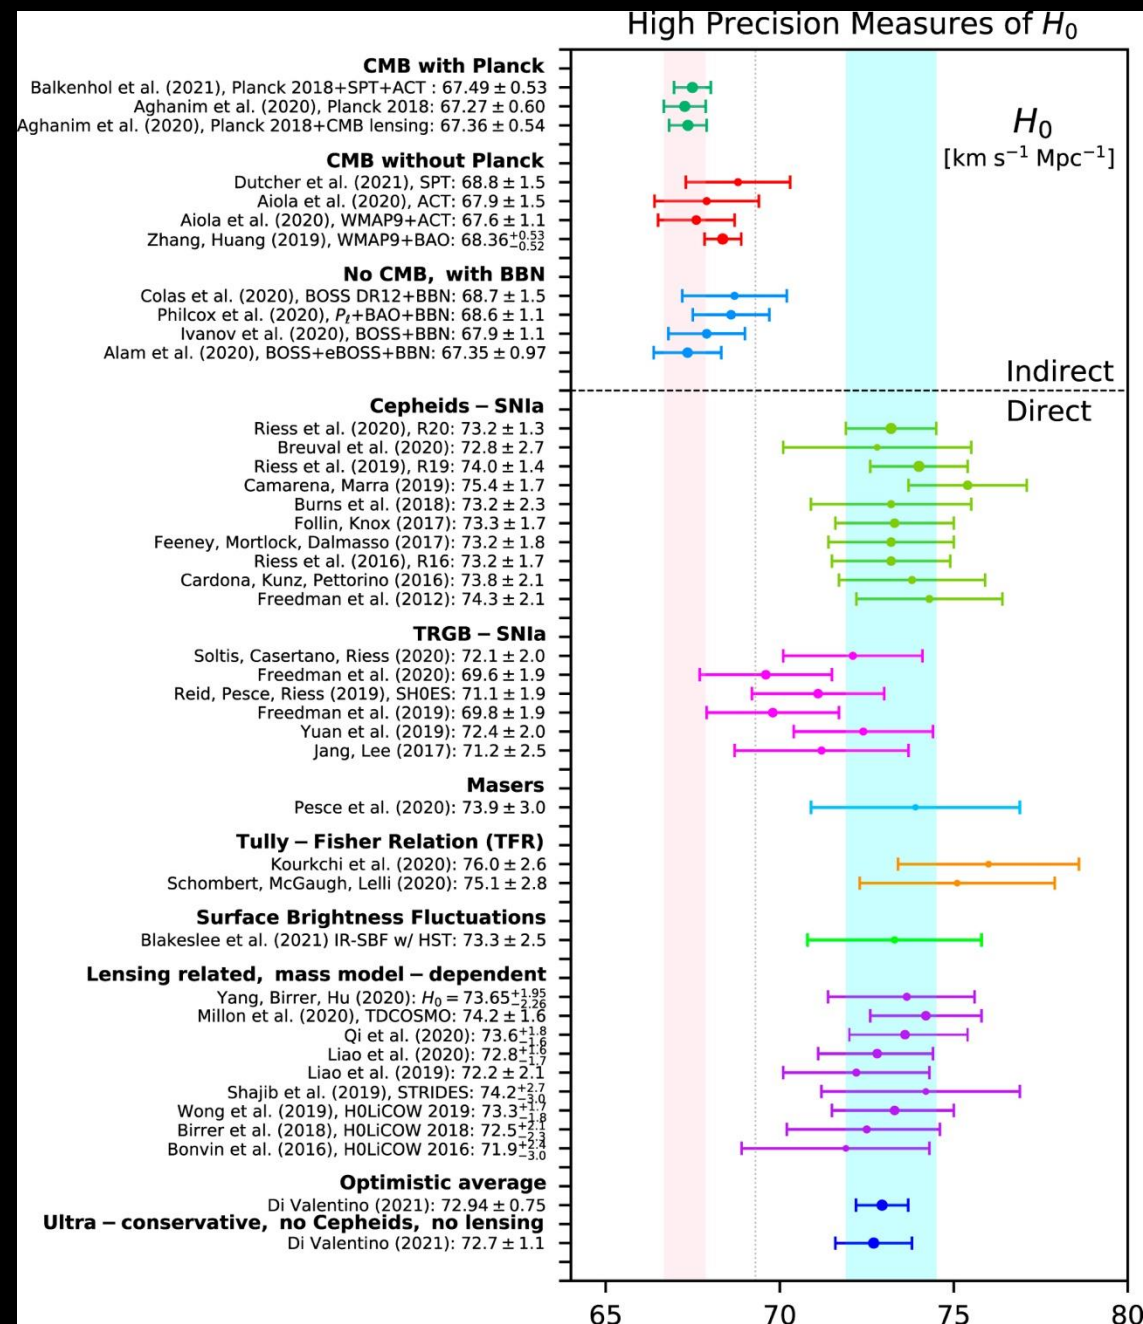 High Precision Measures of H₀
CMB with Planck
Balkenhol et al. (2021), Planck 2018+SPT+ACT : 67.49 ± 0.53
Aghanim et al. (2020), Planck 2018: 67.27 ± 0.60
Aghanim et al. (2020), Planck 2018+CMB lensing: 67.36 ± 0.54
H₀
[km s⁻¹ Mpc⁻¹]
CMB without Planck
Dutcher et al. (2021), SPT: 68.8 ± 1.5
Aiola et al. (2020), ACT: 67.9 ± 1.5
Aiola et al. (2020), WMAP9+ACT: 67.6 ± 1.1
Zhang, Huang (2019), WMAP9+BAO: 68.36 +0.53 −0.52
No CMB, with BBN
Colas et al. (2020), BOSS DR12+BBN: 68.7 ± 1.5
Philcox et al. (2020), Pℓ+BAO+BBN: 68.6 ± 1.1
Ivanov et al. (2020), BOSS+BBN: 67.9 ± 1.1
Alam et al. (2020), BOSS+eBOSS+BBN: 67.35 ± 0.97
Indirect
Direct
Cepheids − SNIa
Riess et al. (2020), R20: 73.2 ± 1.3
Breuval et al. (2020): 72.8 ± 2.7
Riess et al. (2019), R19: 74.0 ± 1.4
Camarena, Marra (2019): 75.4 ± 1.7
Burns et al. (2018): 73.2 ± 2.3
Follin, Knox (2017): 73.3 ± 1.7
Feeney, Mortlock, Dalmasso (2017): 73.2 ± 1.8
Riess et al. (2016), R16: 73.2 ± 1.7
Cardona, Kunz, Pettorino (2016): 73.8 ± 2.1
Freedman et al. (2012): 74.3 ± 2.1
TRGB − SNIa
Soltis, Casertano, Riess (2020): 72.1 ± 2.0
Freedman et al. (2020): 69.6 ± 1.9
Reid, Pesce, Riess (2019), SH0ES: 71.1 ± 1.9
Freedman et al. (2019): 69.8 ± 1.9
Yuan et al. (2019): 72.4 ± 2.0
Jang, Lee (2017): 71.2 ± 2.5
Masers
Pesce et al. (2020): 73.9 ± 3.0
Tully − Fisher Relation (TFR)
Kourkchi et al. (2020): 76.0 ± 2.6
Schombert, McGaugh, Lelli (2020): 75.1 ± 2.8
Surface Brightness Fluctuations
Blakeslee et al. (2021) IR-SBF w/ HST: 73.3 ± 2.5
Lensing related, mass model − dependent
Yang, Birrer, Hu (2020): H₀ = 73.65 +1.95 −2.26
Millon et al. (2020), TDCOSMO: 74.2 ± 1.6
Qi et al. (2020): 73.6 +1.8 −1.6
Liao et al. (2020): 72.8 +1.6 −1.7
Liao et al. (2019): 72.2 ± 2.1
Shajib et al. (2019), STRIDES: 74.2 +2.7 −3.0
Wong et al. (2019), H0LiCOW 2019: 73.3 +1.7 −1.8
Birrer et al. (2018), H0LiCOW 2018: 72.5 +2.1 −2.3
Bonvin et al. (2016), H0LiCOW 2016: 71.9 +2.4 −3.0
Optimistic average
Di Valentino (2021): 72.94 ± 0.75
Ultra − conservative, no Cepheids, no lensing
Di Valentino (2021): 72.7 ± 1.1
65 70 75 80